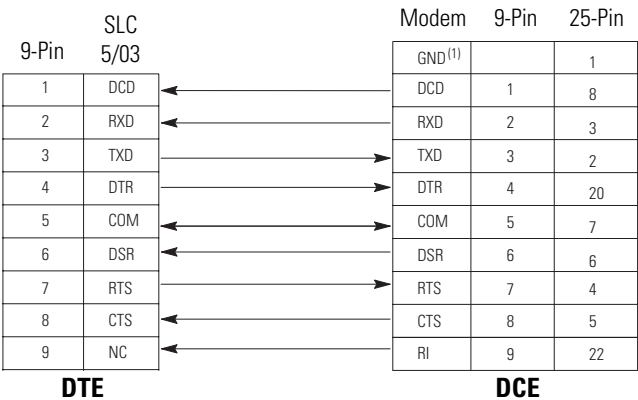 9-Pin SLC 5/03
1 DCD
2 RXD
3 TXD
4 DTR
5 COM
6 DSR
7 RTS
8 CTS
9 NC
DTE
Modem 9-Pin 25-Pin
GND(1) 1
DCD 1 8
RXD 2 3
TXD 3 2
DTR 4 20
COM 5 7
DSR 6 6
RTS 7 4
CTS 8 5
RI 9 22
DCE